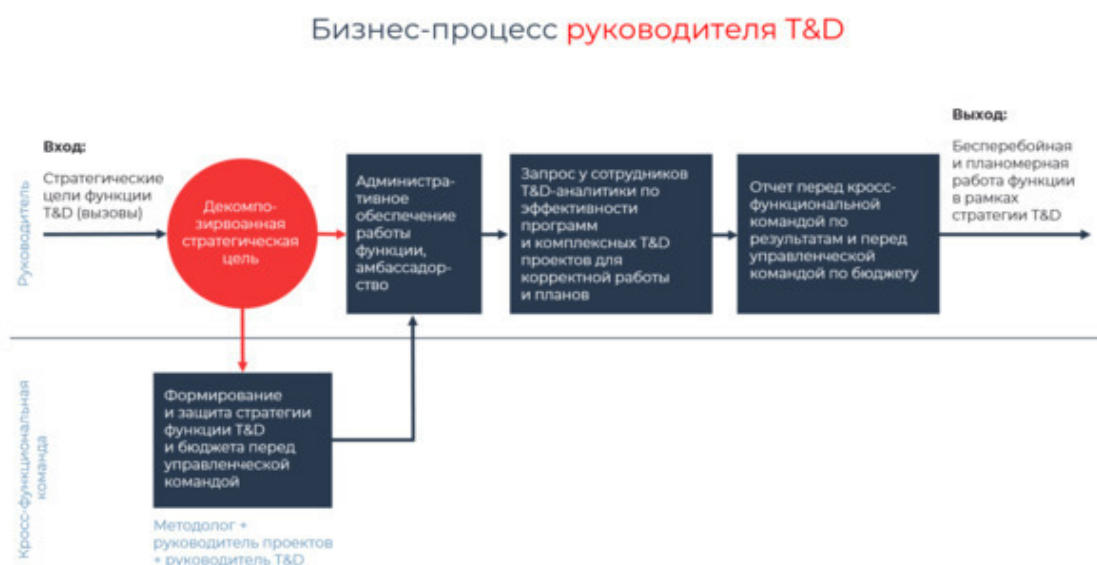 Бизнес-процесс руководителя T&D
Вход:
Стратегические
цели функции
T&D (вызовы)
Руководитель
Декомпо-
зирвоанная
стратегическая
цель
Административ-
тивное
обеспечение
работы
функции,
амбассадор-
ство
Запрос у сотрудников
T&D-аналитики по
эффективности
программ
и комплексных T&D
проектов для
корректной работы
и планов
Отчет перед кросс-
функциональной
командой по
результатам и перед
управленческой
командой по бюджету
Выход:
Бесперебойная
и планомерная
работа функции
в рамках
стратегии T&D
Кросс-функциональная
команда
Формирование
и защита стратегии
функции T&D
и бюджета перед
управленческой
командой
Методолог +
руководитель проектов
+ руководитель T&D